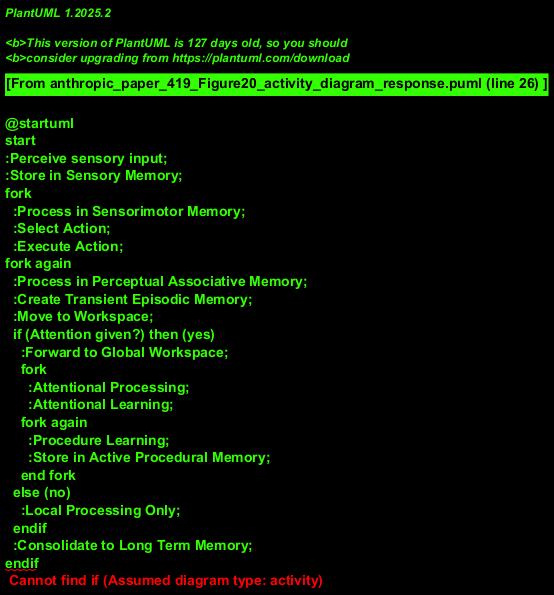 PlantUML 1.2025.2
<b>This version of PlantUML is 127 days old, so you should
<b>consider upgrading from https://plantuml.com/download
[From anthropic_paper_419_Figure20_activity_diagram_response.puml (line 26) ]
@startuml
start
:Perceive sensory input;
:Store in Sensory Memory;
fork
:Process in Sensorimotor Memory;
:Select Action;
:Execute Action;
fork again
:Process in Perceptual Associative Memory;
:Create Transient Episodic Memory;
:Move to Workspace;
if (Attention given?) then (yes)
:Forward to Global Workspace;
fork
:Attentional Processing;
:Attentional Learning;
fork again
:Procedure Learning;
:Store in Active Procedural Memory;
end fork
else (no)
:Local Processing Only;
endif
:Consolidate to Long Term Memory;
endif
Cannot find if (Assumed diagram type: activity)